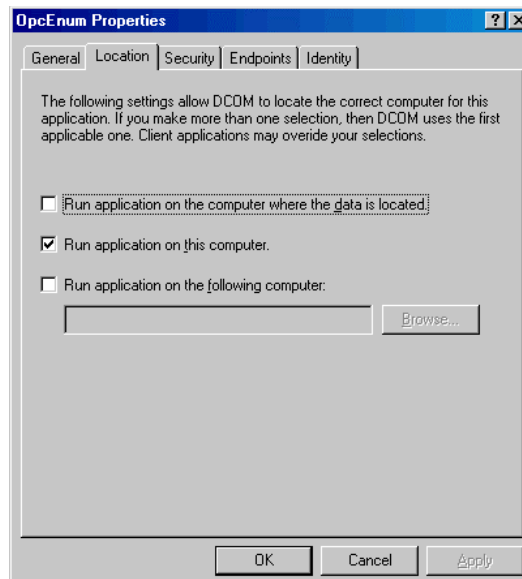 OpcEnum Properties
General Location Security Endpoints Identity
The following settings allow DCOM to locate the correct computer for this
application. If you make more than one selection, then DCOM uses the first
applicable one. Client applications may overide your selections.
Run application on the computer where the data is located.
Run application on this computer.
Run application on the following computer:
Browse...
OK Cancel Apply